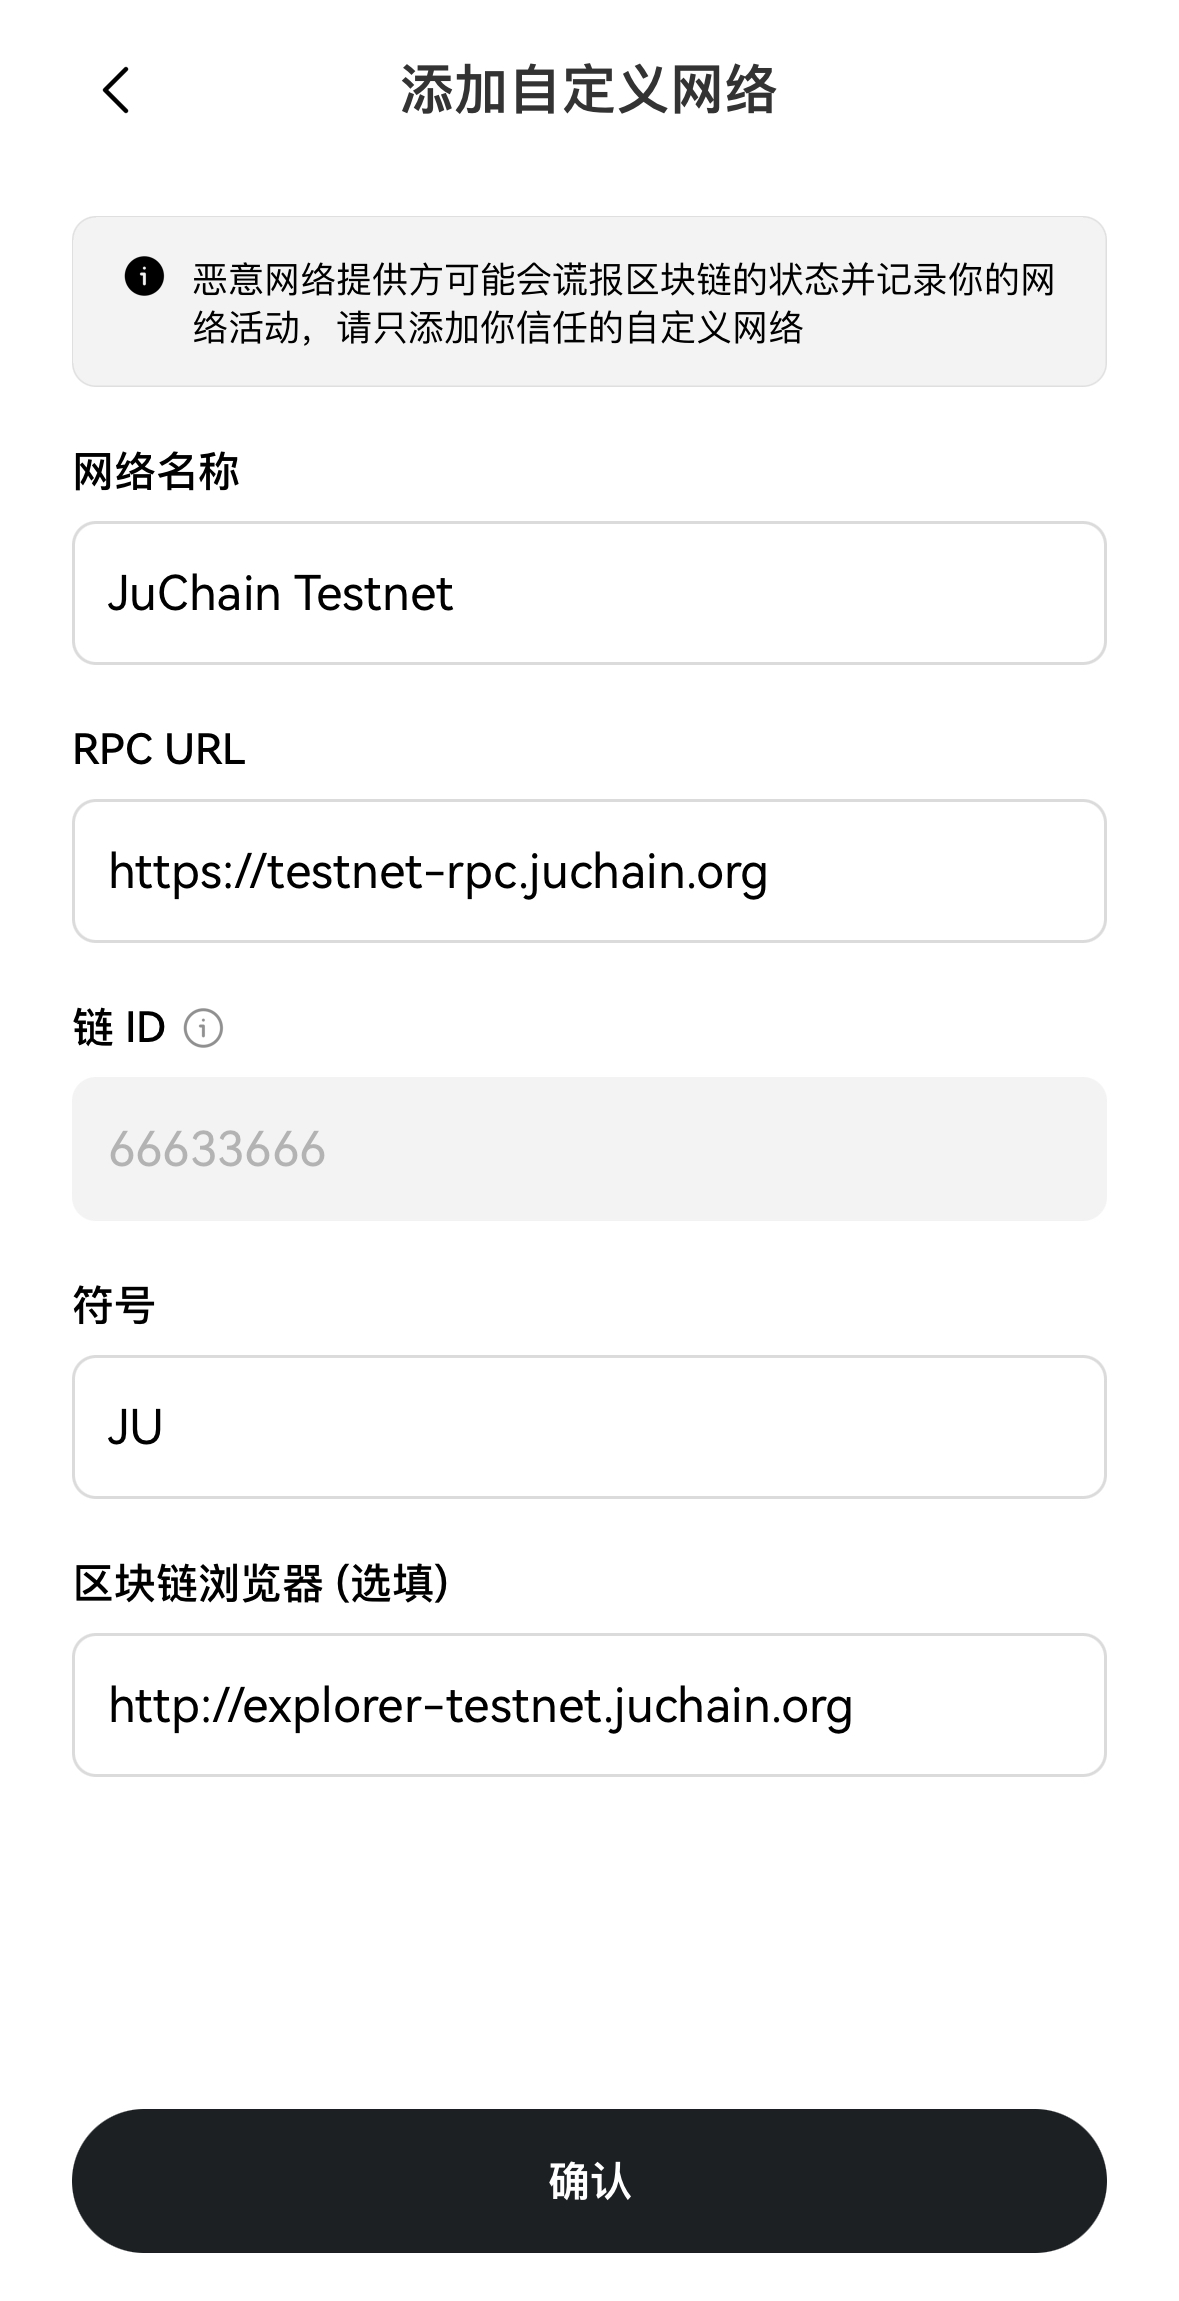 添加自定义网络
恶意网络提供方可能会谎报区块链的状态并记录你的网
络活动，请只添加你信任的自定义网络
网络名称
JuChain Testnet
RPC URL
https://testnet-rpc.juchain.org
链 ID
66633666
符号
JU
区块链浏览器 (选填)
http://explorer-testnet.juchain.org
确认